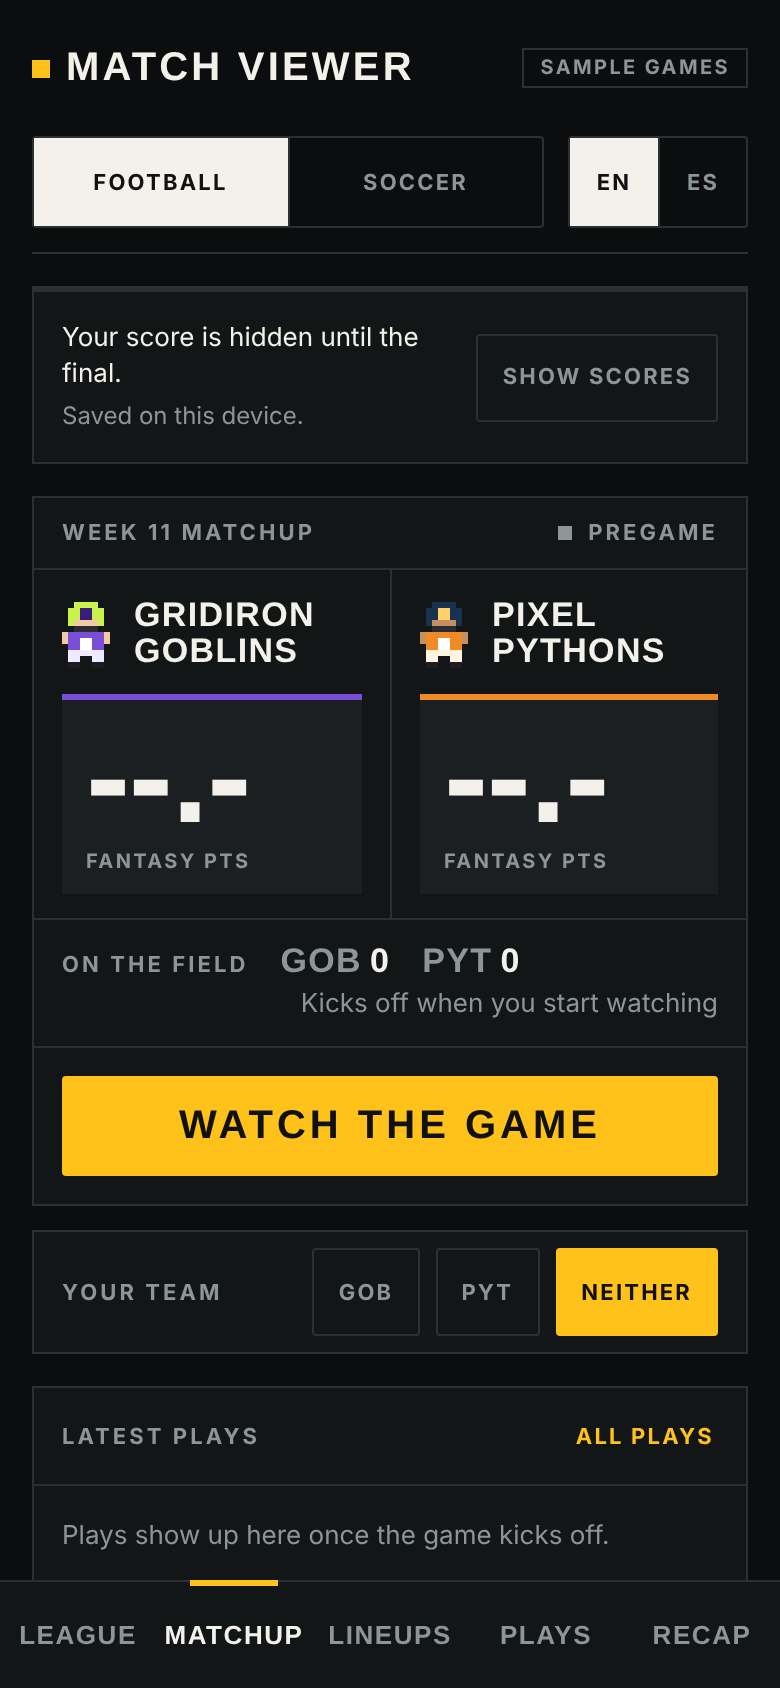 MATCH VIEWER
SAMPLE GAMES
FOOTBALL
SOCCER
EN
ES
Your score is hidden until the
final.
Saved on this device.
SHOW SCORES
WEEK 11 MATCHUP
PREGAME
GRIDIRON
GOBLINS
--.-
FANTASY PTS
PIXEL
PYTHONS
--.-
FANTASY PTS
ON THE FIELD
GOB 0
PYT 0
Kicks off when you start watching
WATCH THE GAME
YOUR TEAM
GOB
PYT
NEITHER
LATEST PLAYS
ALL PLAYS
Plays show up here once the game kicks off.
LEAGUE
MATCHUP
LINEUPS
PLAYS
RECAP